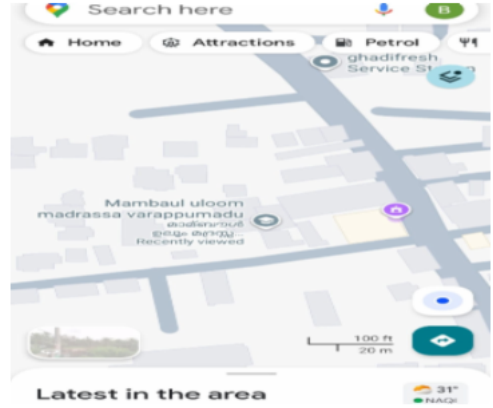 Search here
B
Home
Attractions
Petrol
ghadifresh
Service
Mambaul uloom
madrassa varappumadu
Recently viewed
100 ft
20 m
Latest in the area
31°
NAQI